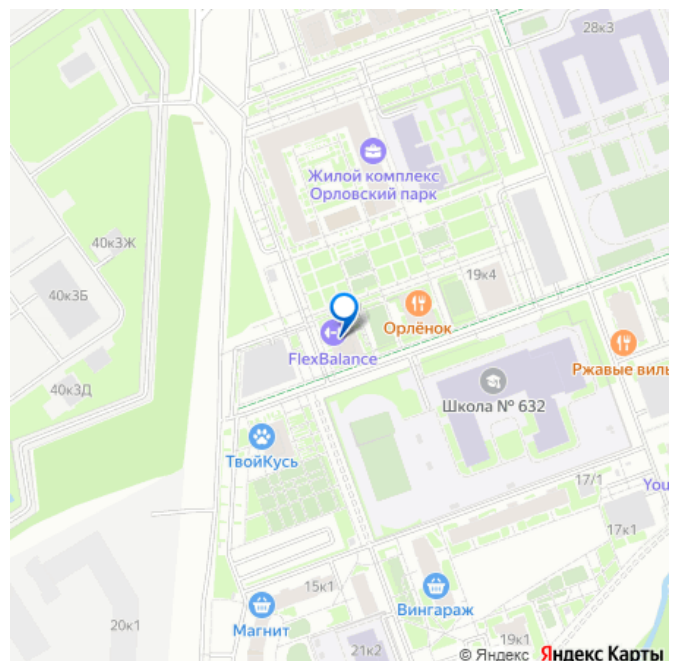 28к3
Жилой комплекс
Орловский парк
40к3Ж
19к4
40к3Б
Орлёнок
FlexBalance
Ржавые виль
40к3Д
Школа № 632
ТвойКусь
17/1
You
17к1
15к1
Вингараж
Магнит
20к1
19к1
21к2
© Яндекс Яндекс Карты